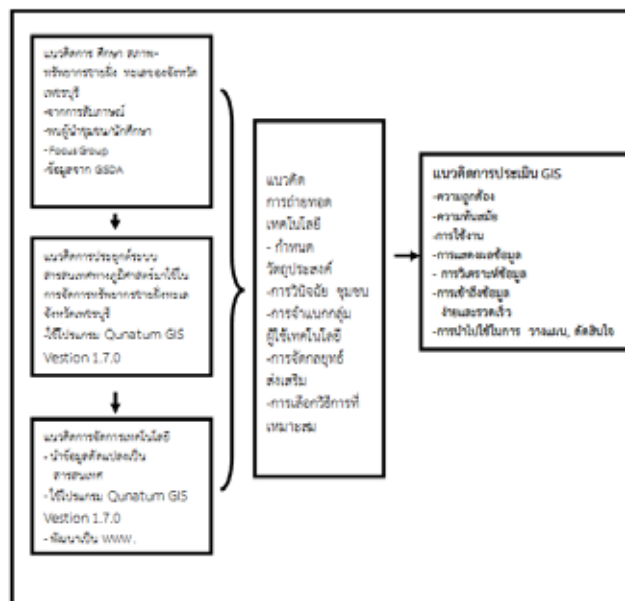 แนวคิดการ ศึกษา สภาพ-
ทรัพยากรชายฝั่ง ทะเลของจังหวัด
เพชรบุรี
-จากการสัมภาษณ์
-พบผู้นำชุมชน/นักศึกษา
- Focus Group
-ข้อมูลจาก GISDA
แนวคิดการประยุกต์ระบบ
สารสนเทศทางภูมิศาสตร์มาใช้ใน
การจัดการทรัพยากรชายฝั่งทะเล
จังหวัดเพชรบุรี
-ใช้โปรแกรม Qunatum GIS
Vestion 1.7.0
แนวคิดการจัดการเทคโนโลยี
- นำข้อมูลดัดแปลงเป็น
สารสนเทศ
-ใช้โปรแกรม Qunatum GIS
Vestion 1.7.0
- พัฒนาเป็น WWW.
แนวคิด
การถ่ายทอด
เทคโนโลยี
- กำหนด
วัตถุประสงค์
-การวินิจฉัย ชุมชน
-การจำแนกกลุ่ม
ผู้ใช้เทคโนโลยี
-การจัดกลยุทธ์
ส่งเสริม
-การเลือกวิธีการที่
เหมาะสม
แนวคิดการประเมิน GIS
-ความถูกต้อง
-ความทันสมัย
-การใช้งาน
-การแสดงผลข้อมูล
- การวิเคราะห์ข้อมูล
-การเข้าถึงข้อมูล
ง่ายและรวดเร็ว
-การนำไปใช้ในการ วางแผน, ตัดสินใจ